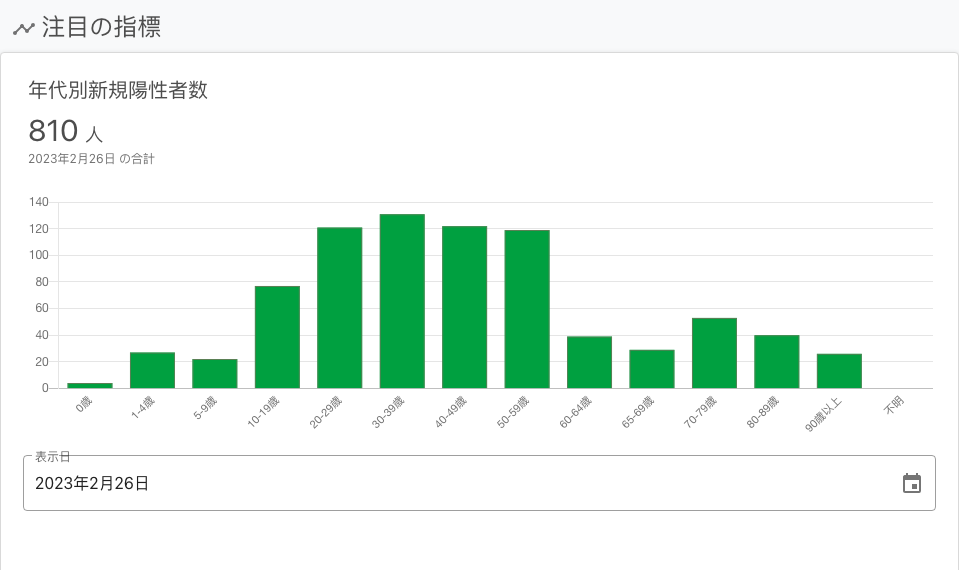 注目の指標
年代別新規陽性者数
810 人
2023年2月26日 の合計
140
120
100
80
60
40
20
0
0歳
1-4歳
5-9歳
10-19歳
20-29歳
30-39歳
40-49歳
50-59歳
60-64歳
65-69歳
70-79歳
80-89歳
90歳以上
不明
表示日
2023年2月26日